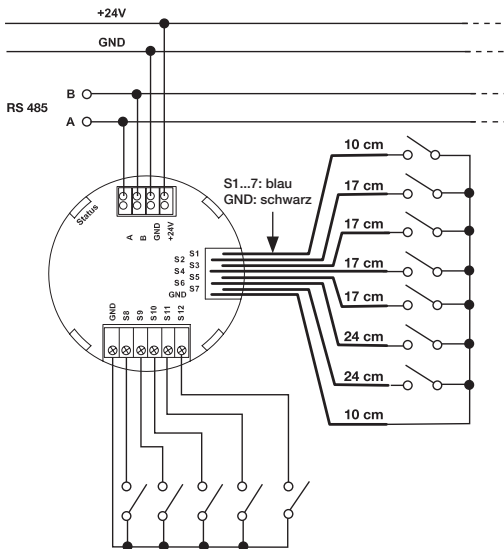 +24V
GND
B
RS 485
A
10 cm
S1...7: blau
GND: schwarz
17 cm
17 cm
17 cm
17 cm
24 cm
24 cm
10 cm
Status
A
B
GND
+24V
S1
S2
S3
S4
S5
S6
S7
GND
GND
S8
S9
S10
S11
S12